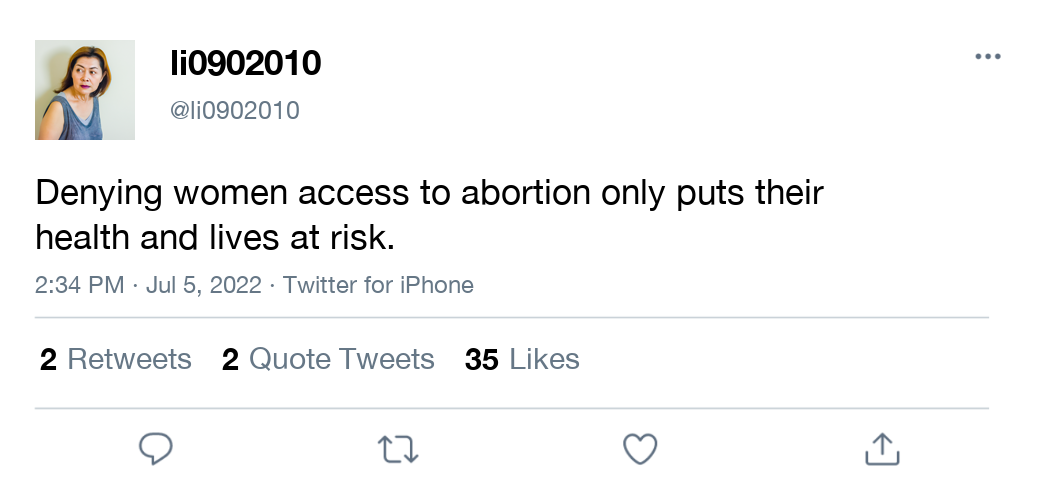 li0902010
@li0902010
Denying women access to abortion only puts their
health and lives at risk.
2:34 PM · Jul 5, 2022 · Twitter for iPhone
2 Retweets 2 Quote Tweets 35 Likes